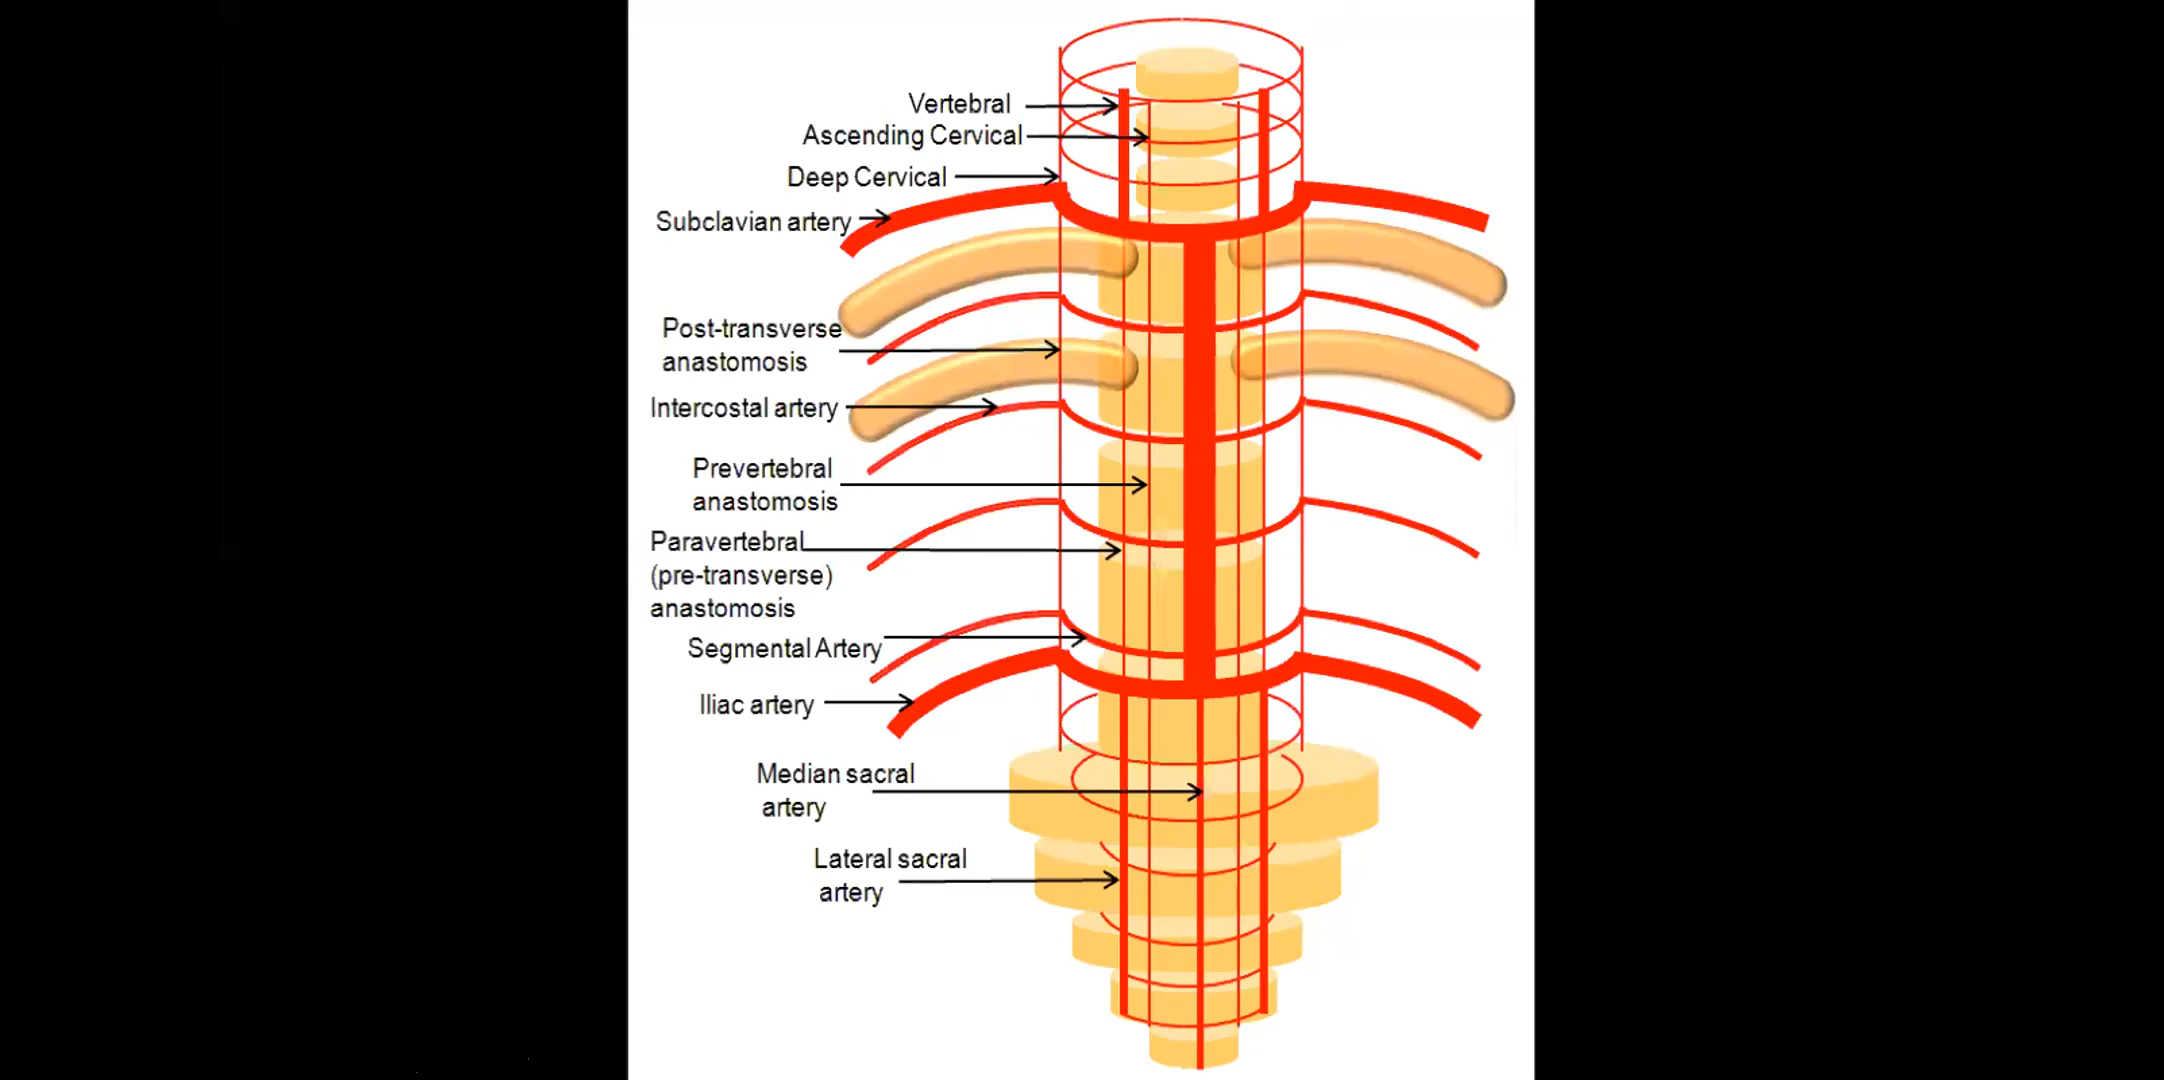 Vertebral
Ascending Cervical
Deep Cervical
Subclavian artery
Post-transverse
anastomosis
Intercostal artery
Prevertebral
anastomosis
Paravertebral
(pre-transverse)
anastomosis
Segmental Artery
Iliac artery
Median sacral
artery
Lateral sacral
artery